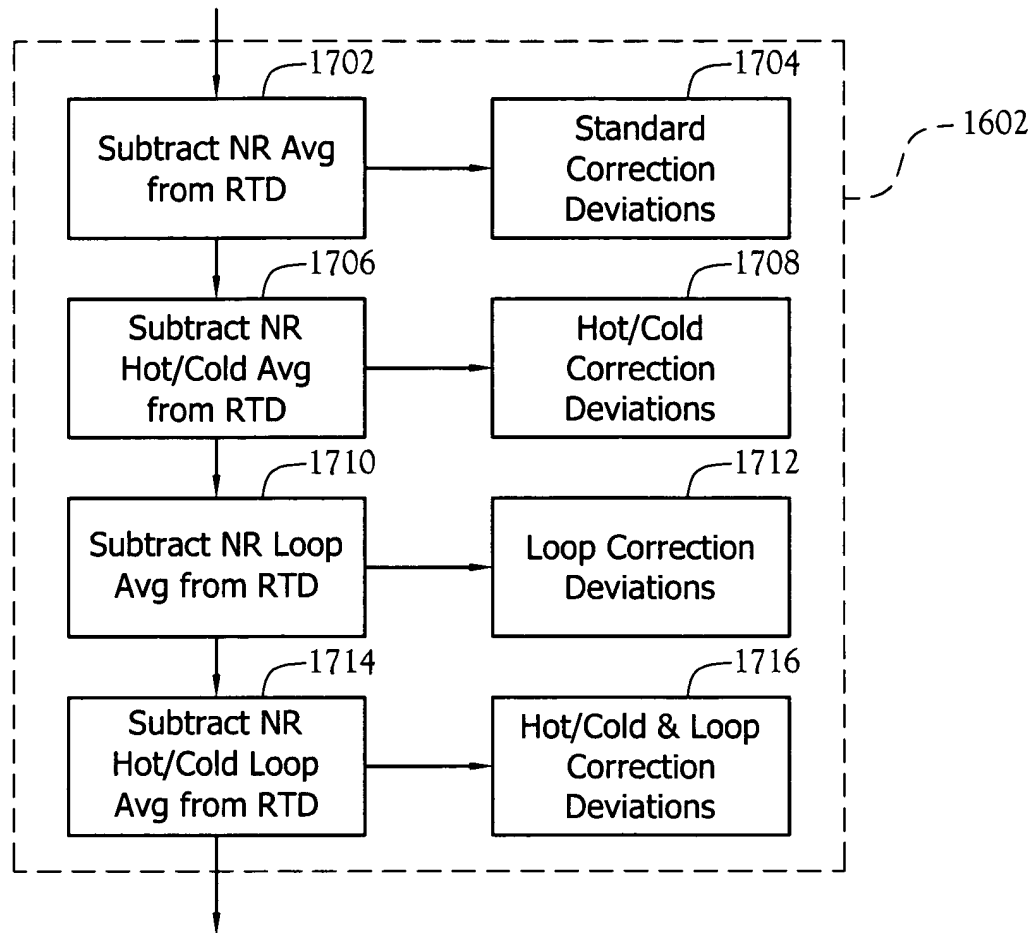 1702
1704
Subtract NR Avg
from RTD
Standard
Correction
Deviations
1602
1706
1708
Subtract NR
Hot/Cold Avg
from RTD
Hot/Cold
Correction
Deviations
1710
1712
Subtract NR Loop
Avg from RTD
Loop Correction
Deviations
1714
1716
Subtract NR
Hot/Cold Loop
Avg from RTD
Hot/Cold & Loop
Correction
Deviations